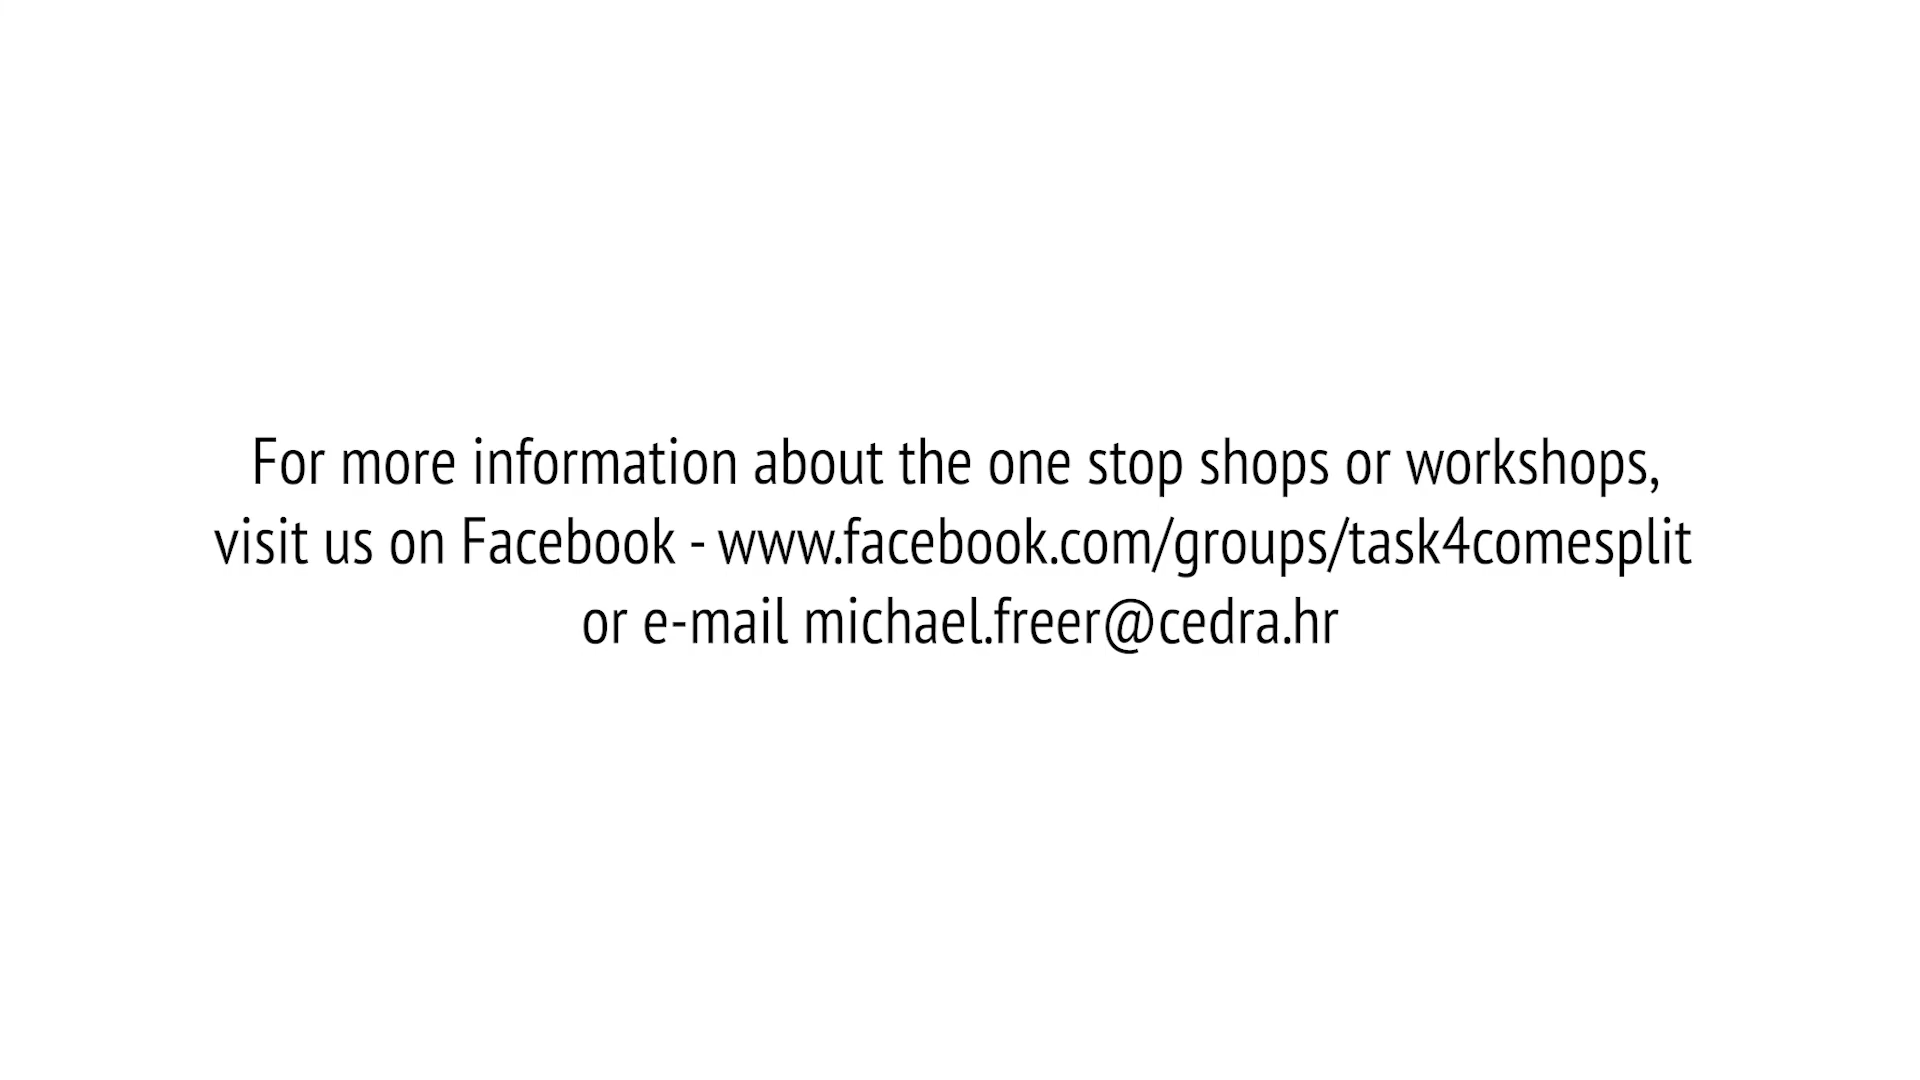 For more information about the one stop shops or workshops,
visit us on Facebook - www.facebook.com/groups/task4comesplit
or e-mail michael.freer@cedra.hr